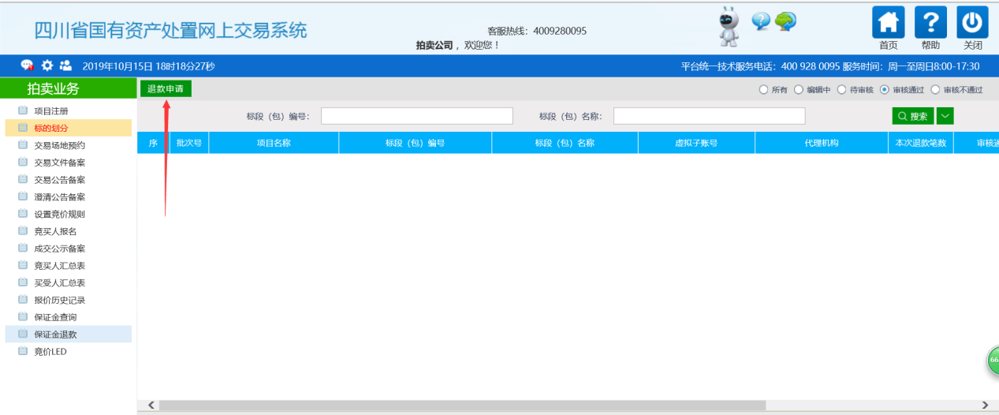 四川省国有资产处置网上交易系统
客服热线：4009280095
拍卖公司，欢迎您！
首页 帮助 关闭
2019年10月15日 18时18分27秒
平台统一技术服务电话：400 928 0095 服务时间：周一至周日8:00-17:30
拍卖业务
退款申请
所有 编辑中 待审核 审核通过 审核不通过
项目注册
标段（包）编号： 标段（包）名称： 搜索
标的划分
序 批次号 项目名称 标段（包）编号 标段（包）名称 虚拟子账号 代理机构 本次退款笔数 审核通
交易场地预约
交易文件备案
交易公告备案
澄清公告备案
设置竞价规则
竞买人报名
成交公示备案
竞买人汇总表
买受人汇总表
报价历史记录
保证金查询
保证金退款
竞价LED
66